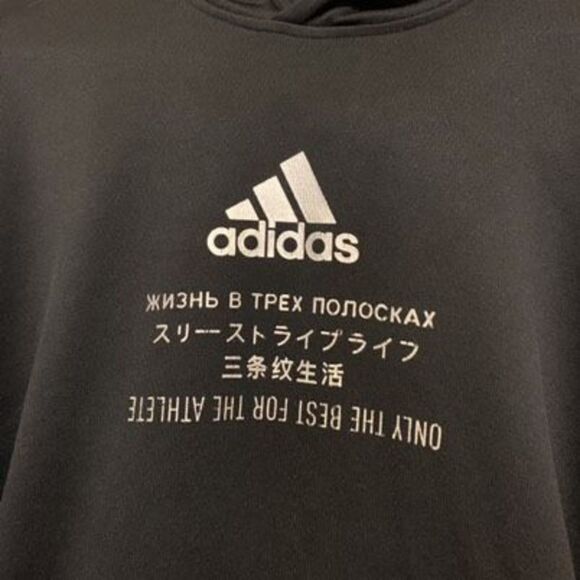 adidas
ЖИЗНЬ В ТРЕХ ПОЛОСКАХ
スリーストライプライフ
三条纹生活
ONLY THE BEST FOR THE ATHLETE